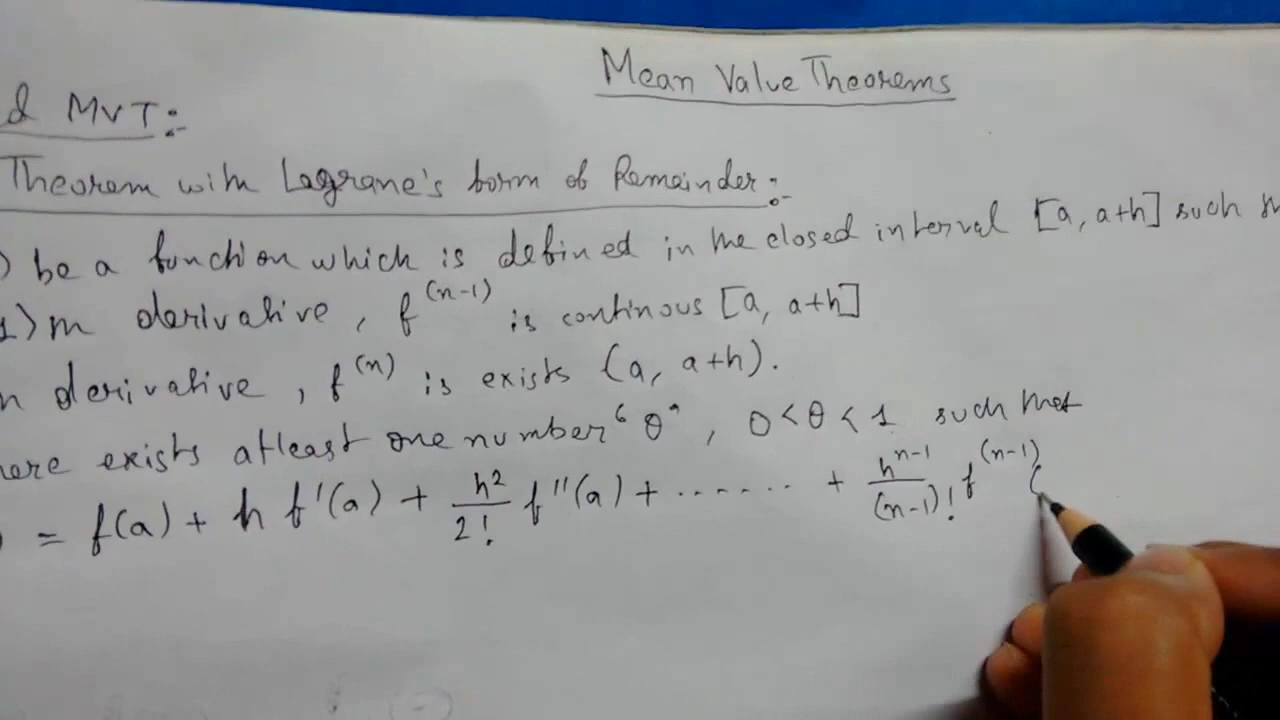 Mean Value Theorems
d MVT:-
Theorem with Lagrane's form of Remainder:-
) be a function which is defined in the closed interval [a, a+h] such
1)th derivative, f^(n-1) is continous [a, a+h]
n derivative, f^(n) is exists (a, a+h).
here exists atleast one number "θ", 0<θ<1 such that
) = f(a) + h f'(a) + h²/2! f''(a) + ....... + h^(n-1)/(n-1)! f^(n-1) (